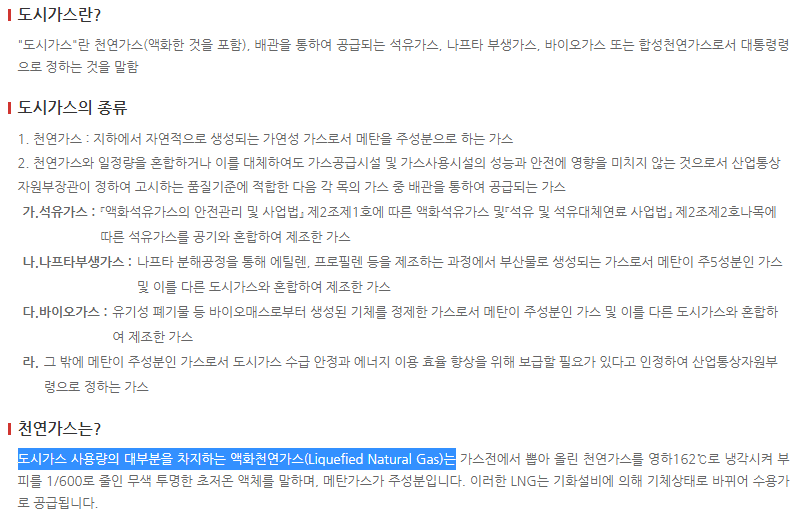 도시가스란?
"도시가스"란 천연가스(액화한 것을 포함), 배관을 통하여 공급되는 석유가스, 나프타 부생가스, 바이오가스 또는 합성천연가스로서 대통령령
으로 정하는 것을 말함
도시가스의 종류
1. 천연가스 : 지하에서 자연적으로 생성되는 가연성 가스로서 메탄을 주성분으로 하는 가스
2. 천연가스와 일정량을 혼합하거나 이를 대체하여도 가스공급시설 및 가스사용시설의 성능과 안전에 영향을 미치지 않는 것으로서 산업통상
자원부장관이 정하여 고시하는 품질기준에 적합한 다음 각 목의 가스 중 배관을 통하여 공급되는 가스
가.석유가스 : 「액화석유가스의 안전관리 및 사업법」 제2조제1호에 따른 액화석유가스 및「석유 및 석유대체연료 사업법」 제2조제2호나목에
따른 석유가스를 공기와 혼합하여 제조한 가스
나.나프타부생가스 : 나프타 분해공정을 통해 에틸렌, 프로필렌 등을 제조하는 과정에서 부산물로 생성되는 가스로서 메탄이 주5성분인 가스
및 이를 다른 도시가스와 혼합하여 제조한 가스
다.바이오가스 : 유기성 폐기물 등 바이오매스로부터 생성된 기체를 정제한 가스로서 메탄이 주성분인 가스 및 이를 다른 도시가스와 혼합하
여 제조한 가스
라. 그 밖에 메탄이 주성분인 가스로서 도시가스 수급 안정과 에너지 이용 효율 향상을 위해 보급할 필요가 있다고 인정하여 산업통상자원부
령으로 정하는 가스
천연가스는?
도시가스 사용량의 대부분을 차지하는 액화천연가스(Liquefied Natural Gas)는 가스전에서 뽑아 올린 천연가스를 영하162℃로 냉각시켜 부
피를 1/600로 줄인 무색 투명한 초저온 액체를 말하며, 메탄가스가 주성분입니다. 이러한 LNG는 기화설비에 의해 기체상태로 바뀌어 수용가
로 공급됩니다.